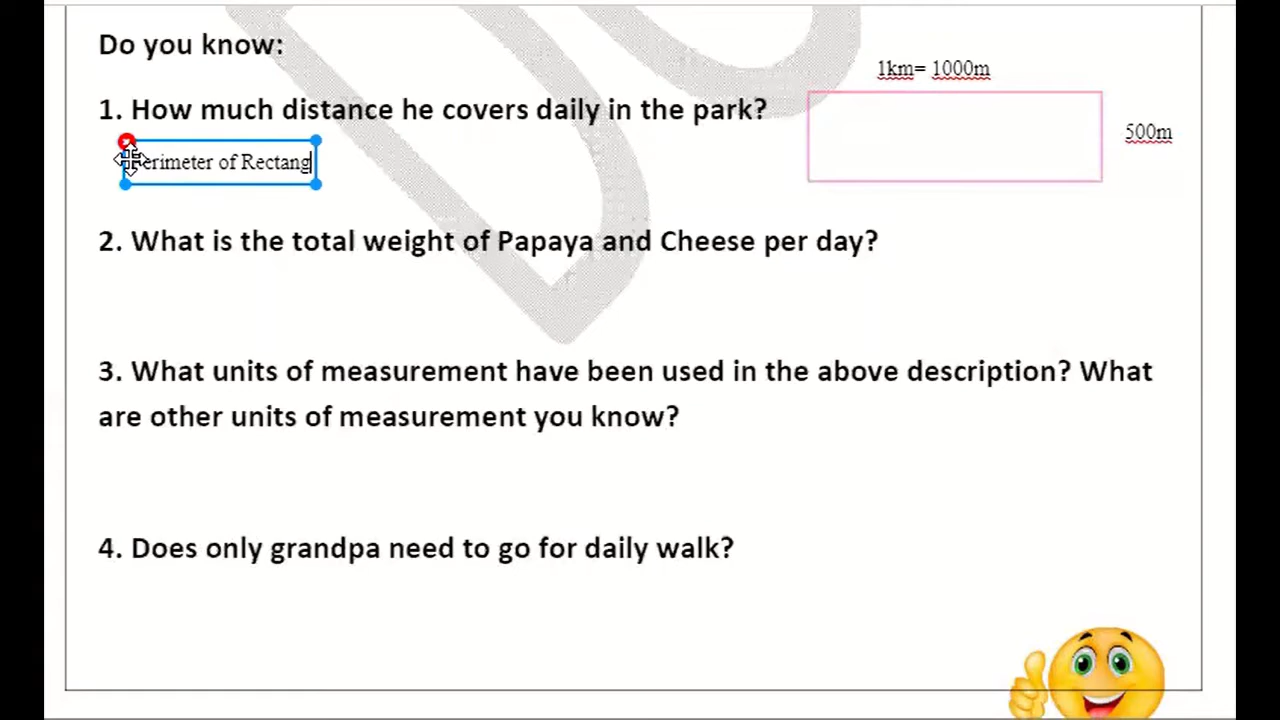 Do you know:
1km= 1000m
1. How much distance he covers daily in the park?
500m
Perimeter of Rectang
2. What is the total weight of Papaya and Cheese per day?
3. What units of measurement have been used in the above description? What
are other units of measurement you know?
4. Does only grandpa need to go for daily walk?